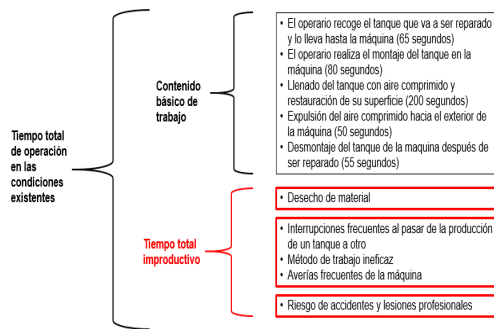 Tiempo total
de operación
en las
condiciones
existentes
Contenido
básico de
trabajo
• El operario recoge el tanque que va a ser reparado
y lo lleva hasta la máquina (65 segundos)
• El operario realiza el montaje del tanque en la
máquina (80 segundos)
• Llenado del tanque con aire comprimido y
restauración de su superficie (200 segundos)
• Expulsión del aire comprimido hacia el exterior de
la máquina (50 segundos)
• Desmontaje del tanque de la maquina después de
ser reparado (55 segundos)
Tiempo total
improductivo
• Desecho de material
• Interrupciones frecuentes al pasar de la producción
de un tanque a otro
• Método de trabajo ineficaz
• Averías frecuentes de la máquina
• Riesgo de accidentes y lesiones profesionales